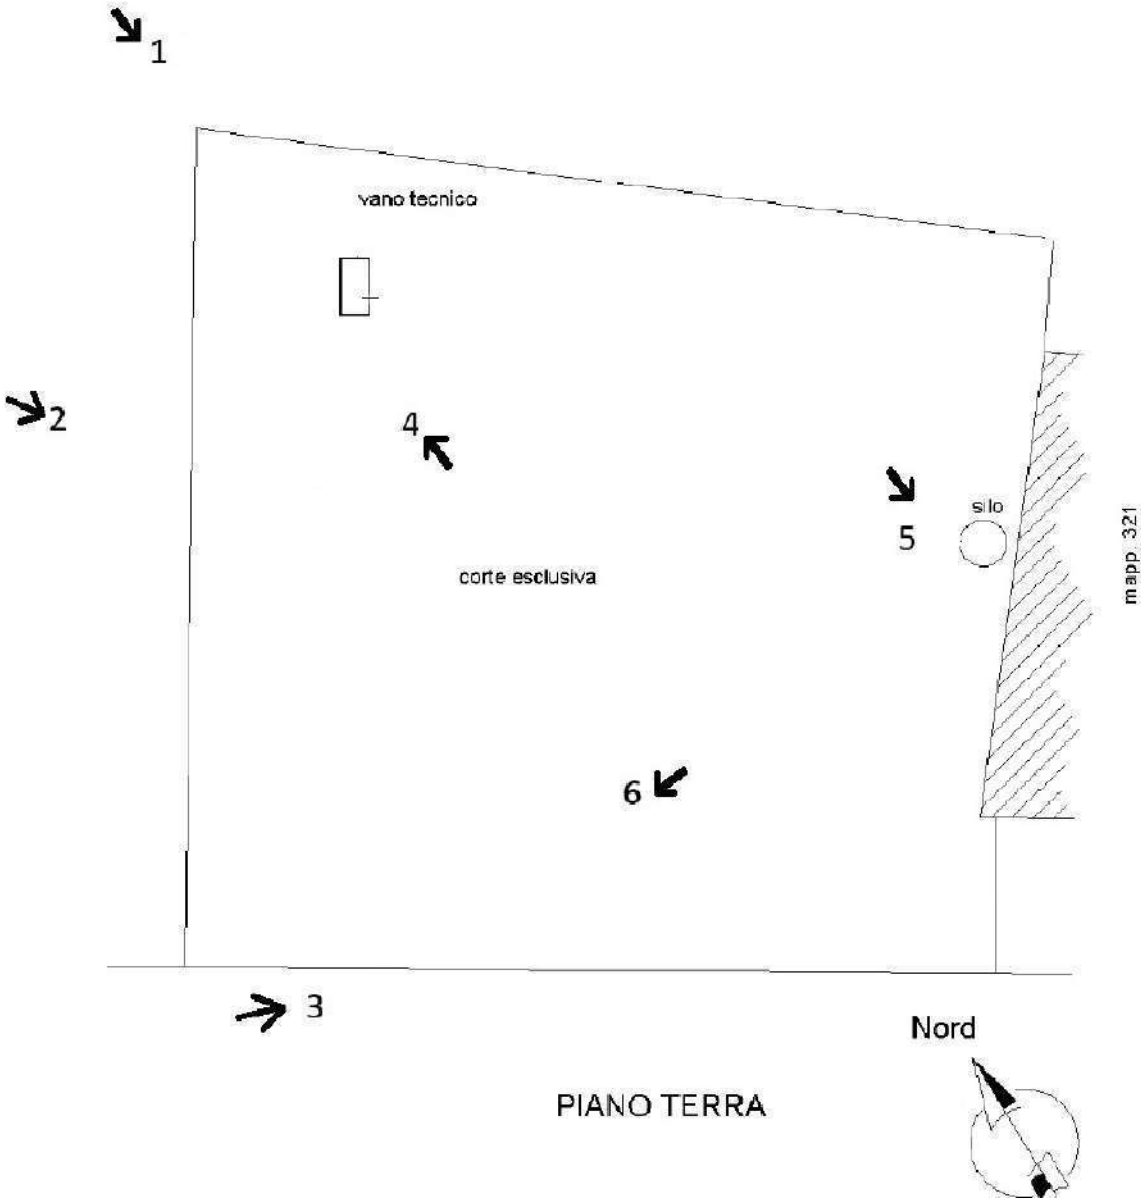 1
vano tecnico
2
4
silo
5
mapp. 321
corte esclusiva
6
3
Nord
PIANO TERRA